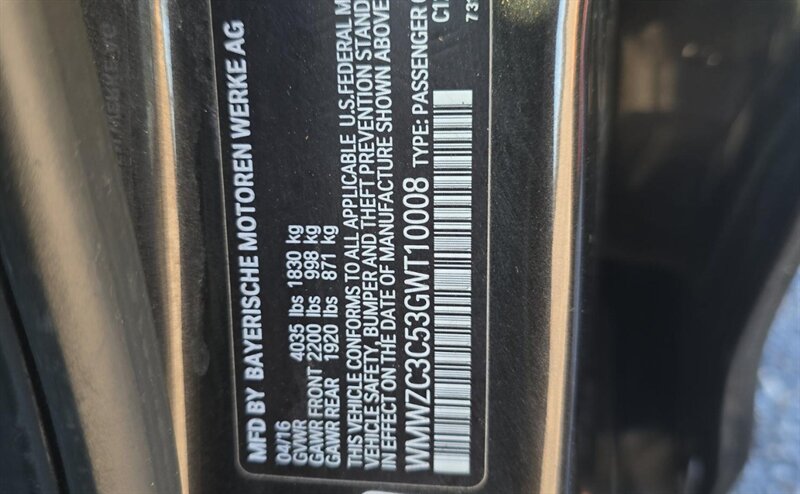 MFD BY BAYERISCHE MOTOREN WERKE AG
04/16
GVWR 4035 lbs 1830 kg
GAWR FRONT 2200 lbs 998 kg
GAWR REAR 1920 lbs 871 kg
THIS VEHICLE CONFORMS TO ALL APPLICABLE U.S.FEDERAL M
VEHICLE SAFETY, BUMPER AND THEFT PREVENTION STAND
IN EFFECT ON THE DATE OF MANUFACTURE SHOWN ABOVE
WMWZC3C53GWT10008 TYPE: PASSENGER